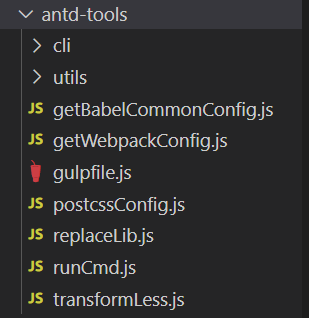 antd-tools
cli
utils
JS getBabelCommonConfig.js
JS getWebpackConfig.js
gulpfile.js
JS postcssConfig.js
JS replaceLib.js
JS runCmd.js
JS transformLess.js